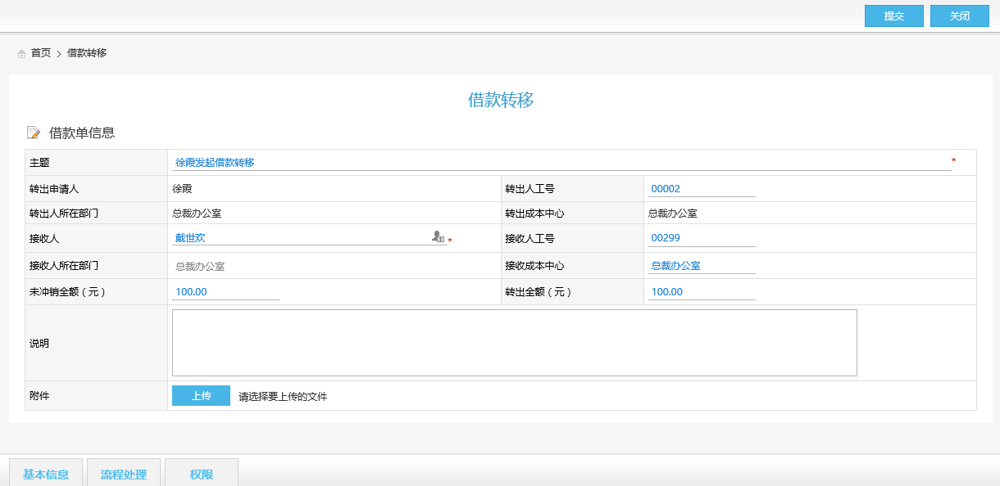 提交 关闭
首页 > 借款转移
借款转移
借款单信息
主题 徐霞发起借款转移 *
转出申请人 徐霞 转出人工号 00002
转出人所在部门 总裁办公室 转出成本中心 总裁办公室
接收人 戴世欢 * 接收人工号 00299
接收人所在部门 总裁办公室 接收成本中心 总裁办公室
未冲销全额（元） 100.00 转出全额（元） 100.00
说明
附件 上传 请选择要上传的文件
基本信息 流程处理 权限